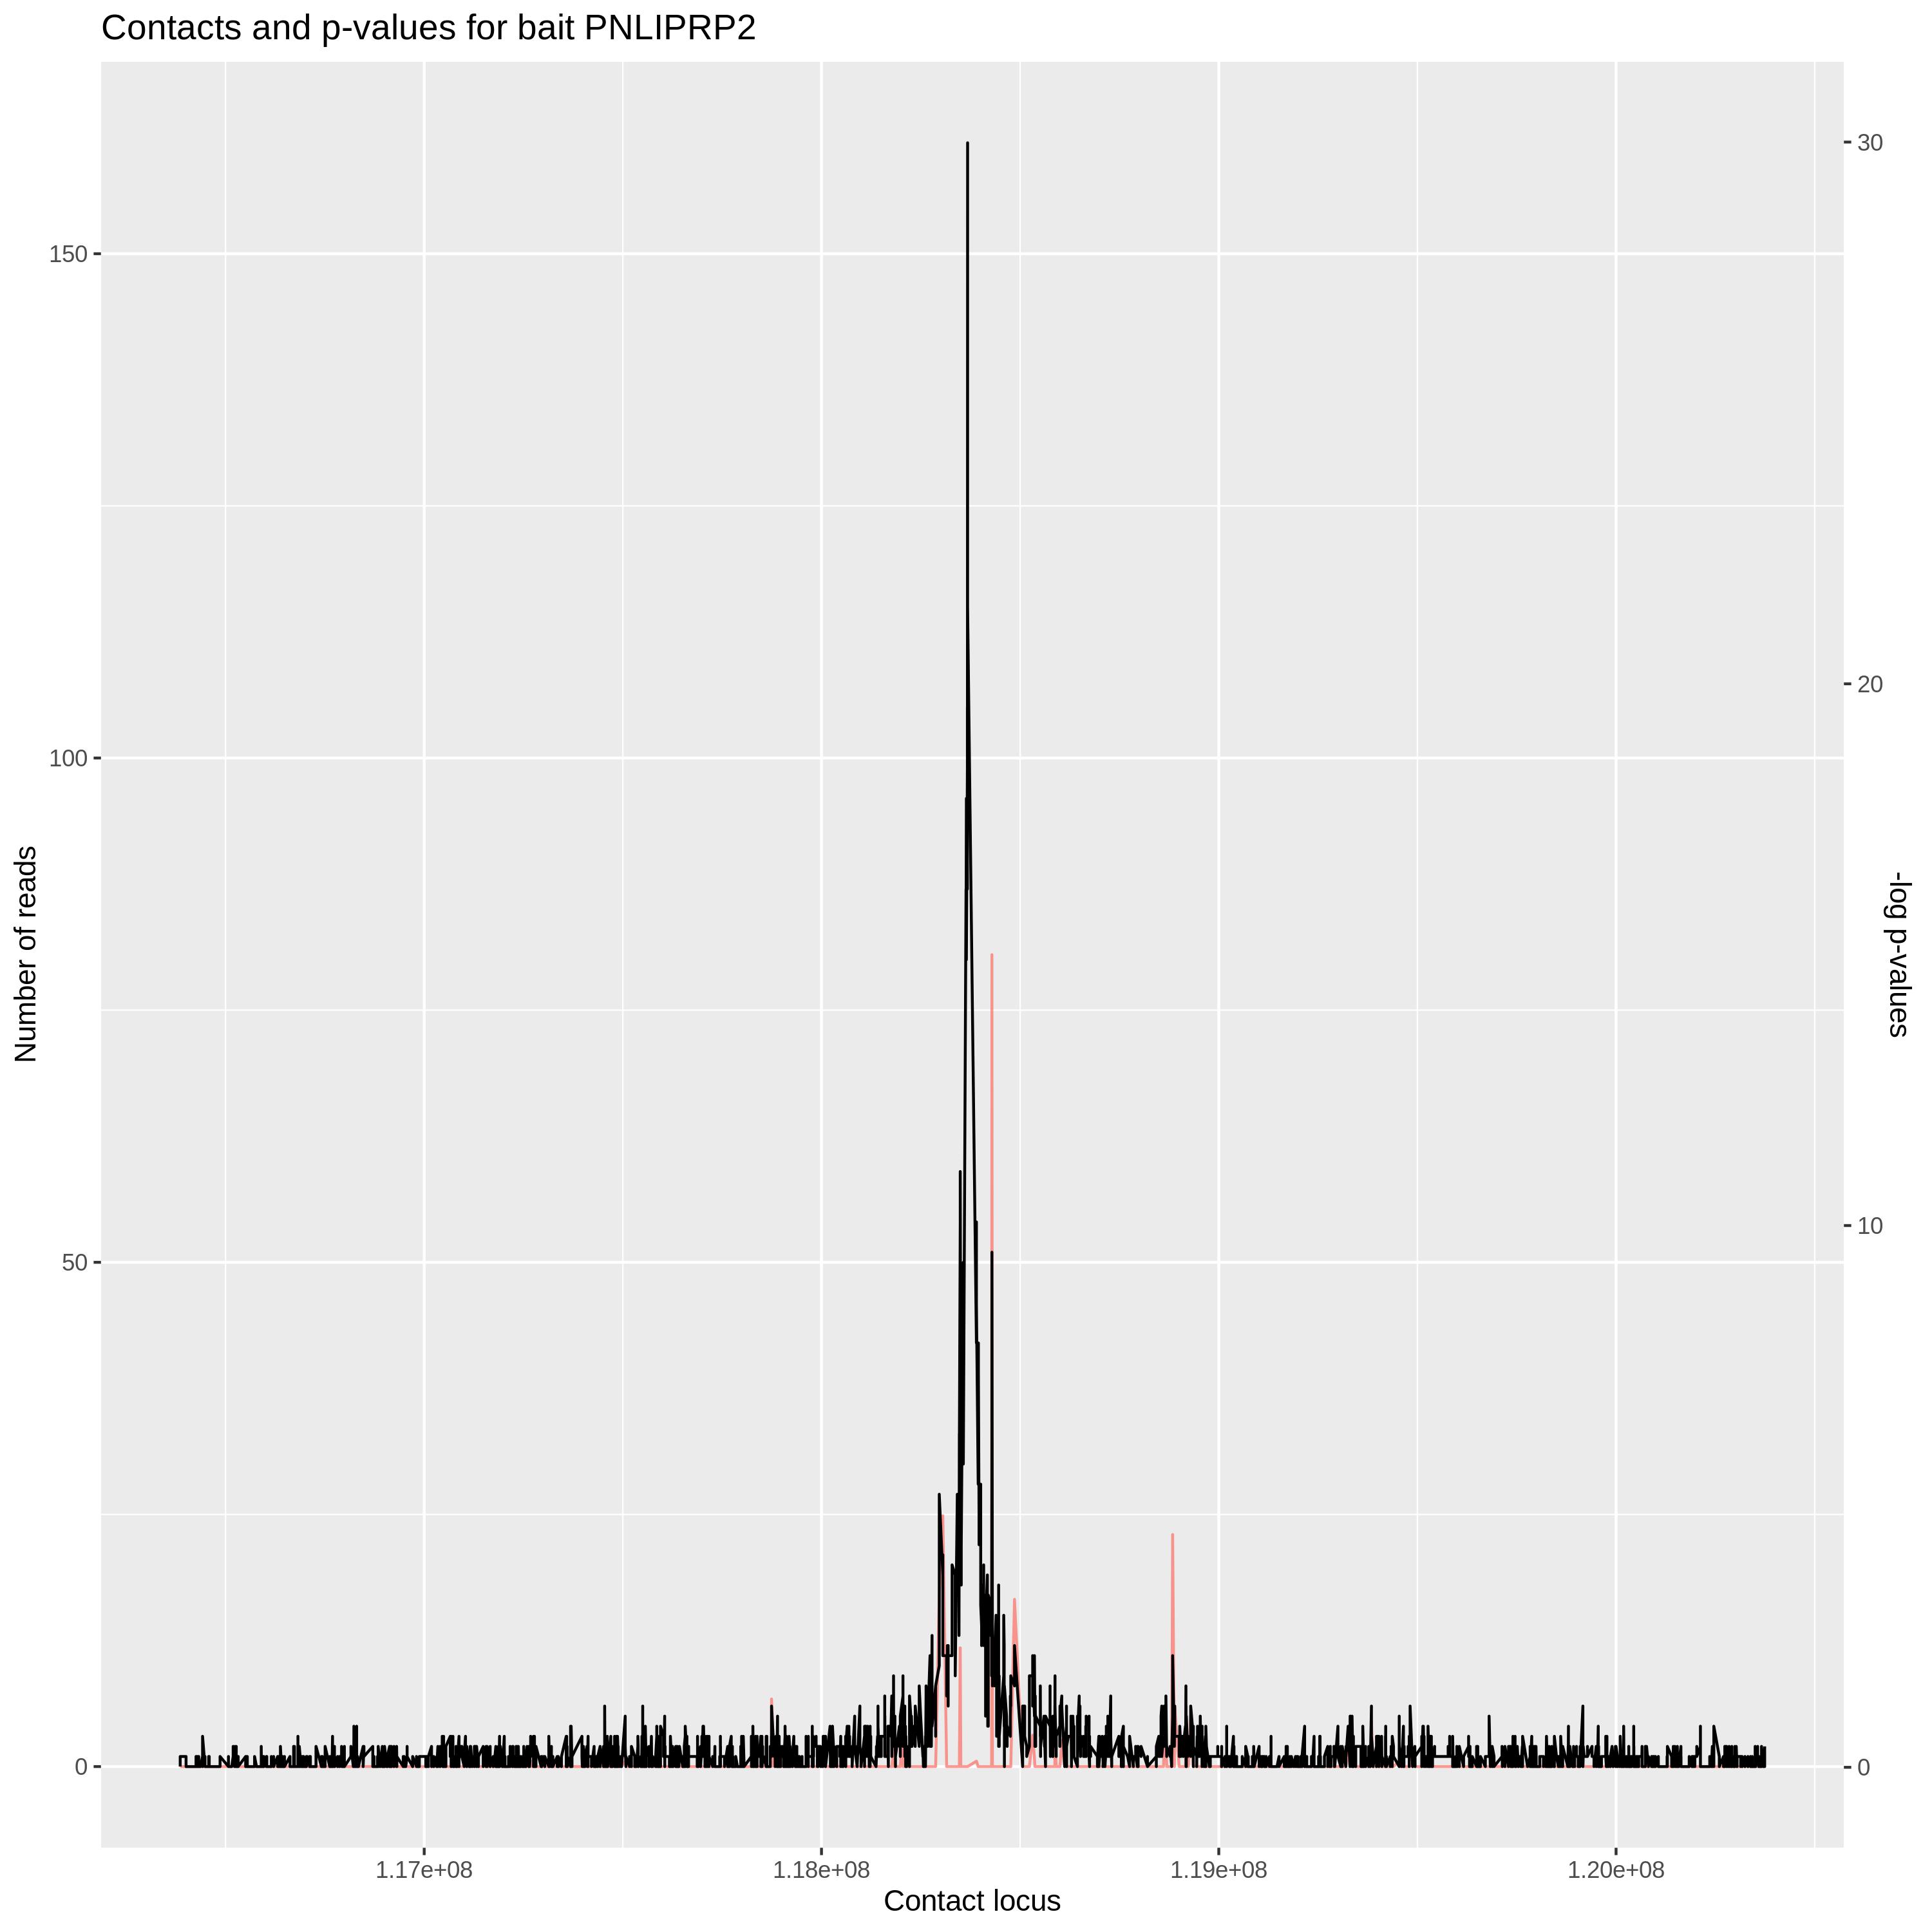 Contacts and p-values for bait PNLIPRP2
150
100
50
0
Number of reads
30
20
10
0
-log p-values
1.17e+08
1.18e+08
1.19e+08
1.20e+08
Contact locus